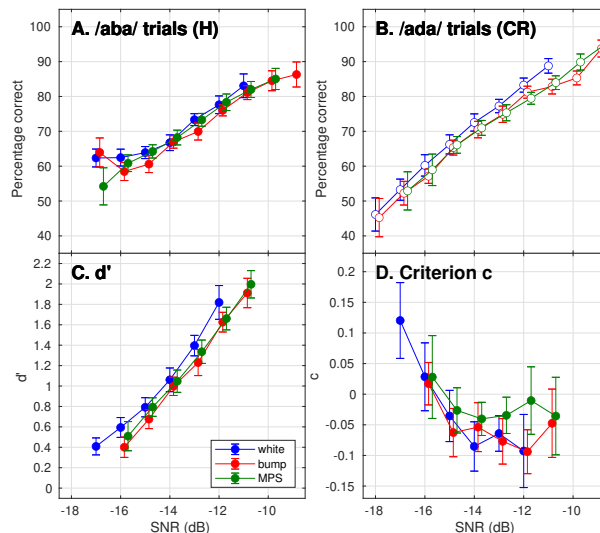 A. /aba/ trials (H)
B. /ada/ trials (CR)
Percentage correct
100
90
80
70
60
50
40
Percentage correct
100
90
80
70
60
50
40
C. d'
D. Criterion c
d'
2.2
2
1.8
1.6
1.4
1.2
1
0.8
0.6
0.4
0.2
0
c
0.2
0.15
0.1
0.05
0
-0.05
-0.1
-0.15
white
bump
MPS
-18 -16 -14 -12 -10
SNR (dB)
-18 -16 -14 -12 -10
SNR (dB)